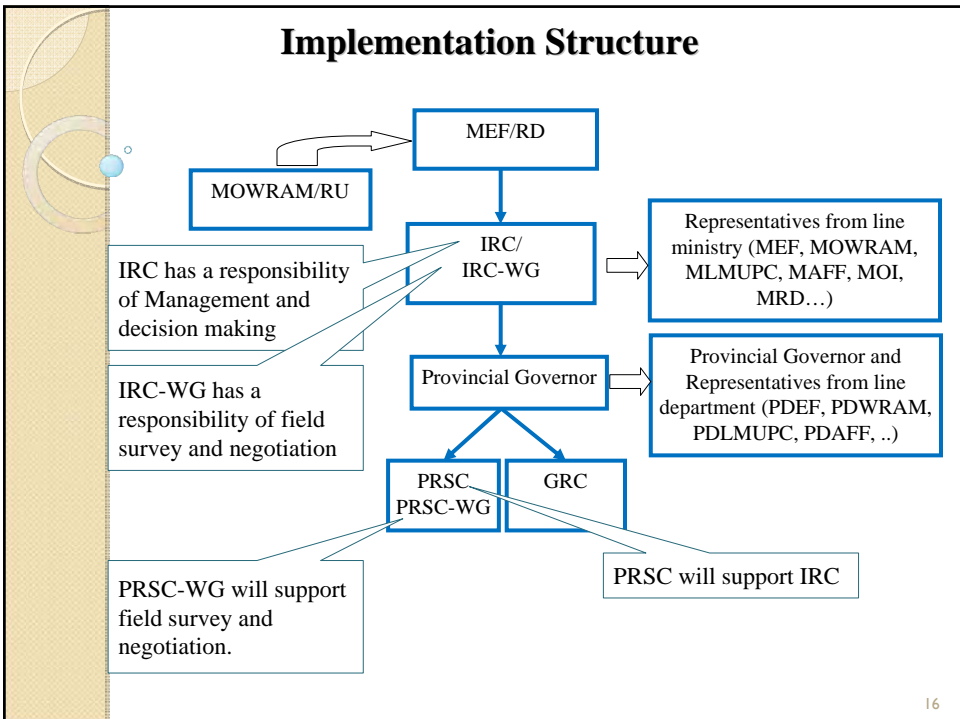 Implementation Structure
MEF/RD
MOWRAM/RU
IRC/
IRC-WG
Representatives from line
ministry (MEF, MOWRAM,
MLMUPC, MAFF, MOI,
MRD…)
IRC has a responsibility
of Management and
decision making
Provincial Governor
Provincial Governor and
Representatives from line
department (PDEF, PDWRAM,
PDLMUPC, PDAFF, ..)
IRC-WG has a
responsibility of field
survey and negotiation
PRSC
PRSC-WG
GRC
PRSC-WG will support
field survey and
negotiation.
PRSC will support IRC
16